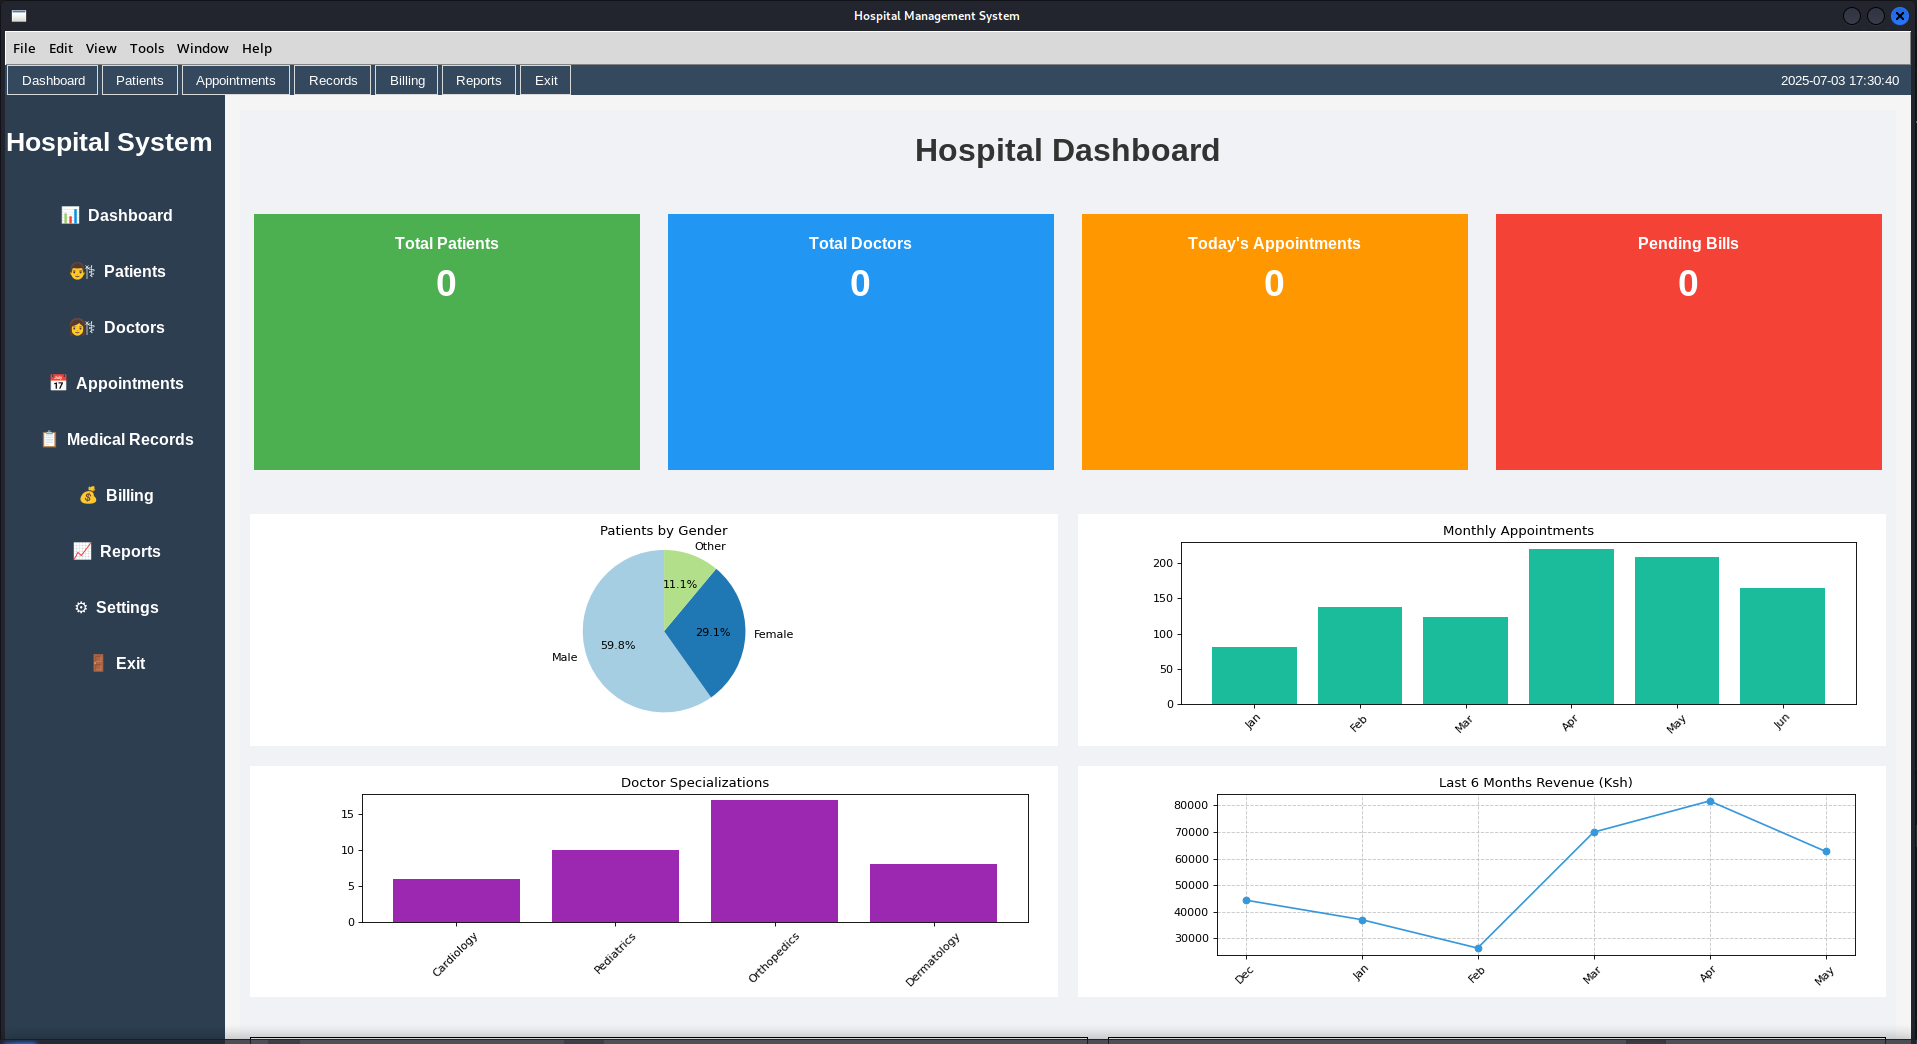 Hospital Management System
File Edit View Tools Window Help
Dashboard Patients Appointments Records Billing Reports Exit 2025-07-03 17:30:40
Hospital System
Dashboard
Patients
Doctors
Appointments
Medical Records
Billing
Reports
Settings
Exit
Hospital Dashboard
Total Patients
0
Total Doctors
0
Today's Appointments
0
Pending Bills
0
Patients by Gender
Other
11.1%
29.1%
Female
59.8%
Male
Monthly Appointments
200
150
100
50
0
Jan Feb Mar Apr May Jun
Doctor Specializations
15
10
5
0
Cardiology Pediatrics Orthopedics Dermatology
Last 6 Months Revenue (Ksh)
80000
70000
60000
50000
40000
30000
Dec Jan Feb Mar Apr May